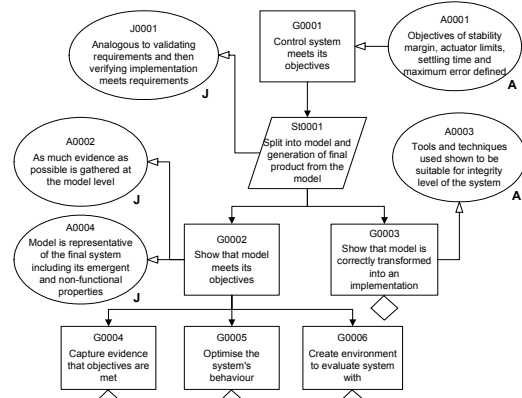 J0001
Analogous to validating
requirements and then
verifying implementation
meets requirements
J
G0001
Control system
meets its
objectives
A0001
Objectives of stability
margin, actuator limits,
settling time and
maximum error defined
A
A0002
As much evidence as
possible is gathered at
the model level
J
St0001
Split into model and
generation of final
product from the
model
A0003
Tools and techniques
used shown to be
suitable for integrity
level of the system
A
A0004
Model is representative
of the final system
including its emergent
and non-functional
properties
J
G0002
Show that model
meets its
objectives
G0003
Show that model is
correctly transformed
into an
implementation
G0004
Capture evidence
that objectives are
met
G0005
Optimise the
system's
behaviour
G0006
Create environment
to evaluate system
with